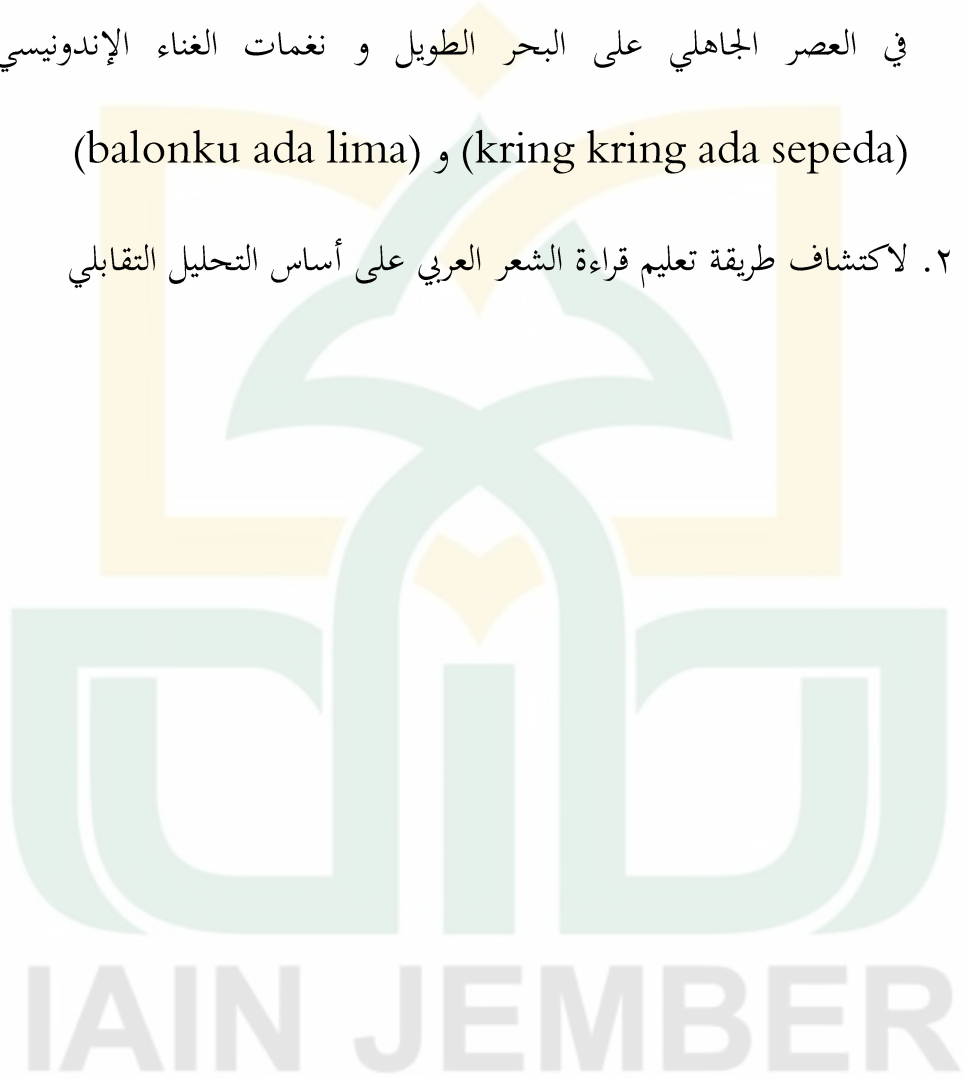 في العصر الجاهلي على البحر الطويل و نغمات الغناء الإندونيسي
(kring kring ada sepeda) و (balonku ada lima)
٢. لاكتشاف طريقة تعليم قراءة الشعر العربي على أساس التحليل التقابلي
IAIN JEMBER